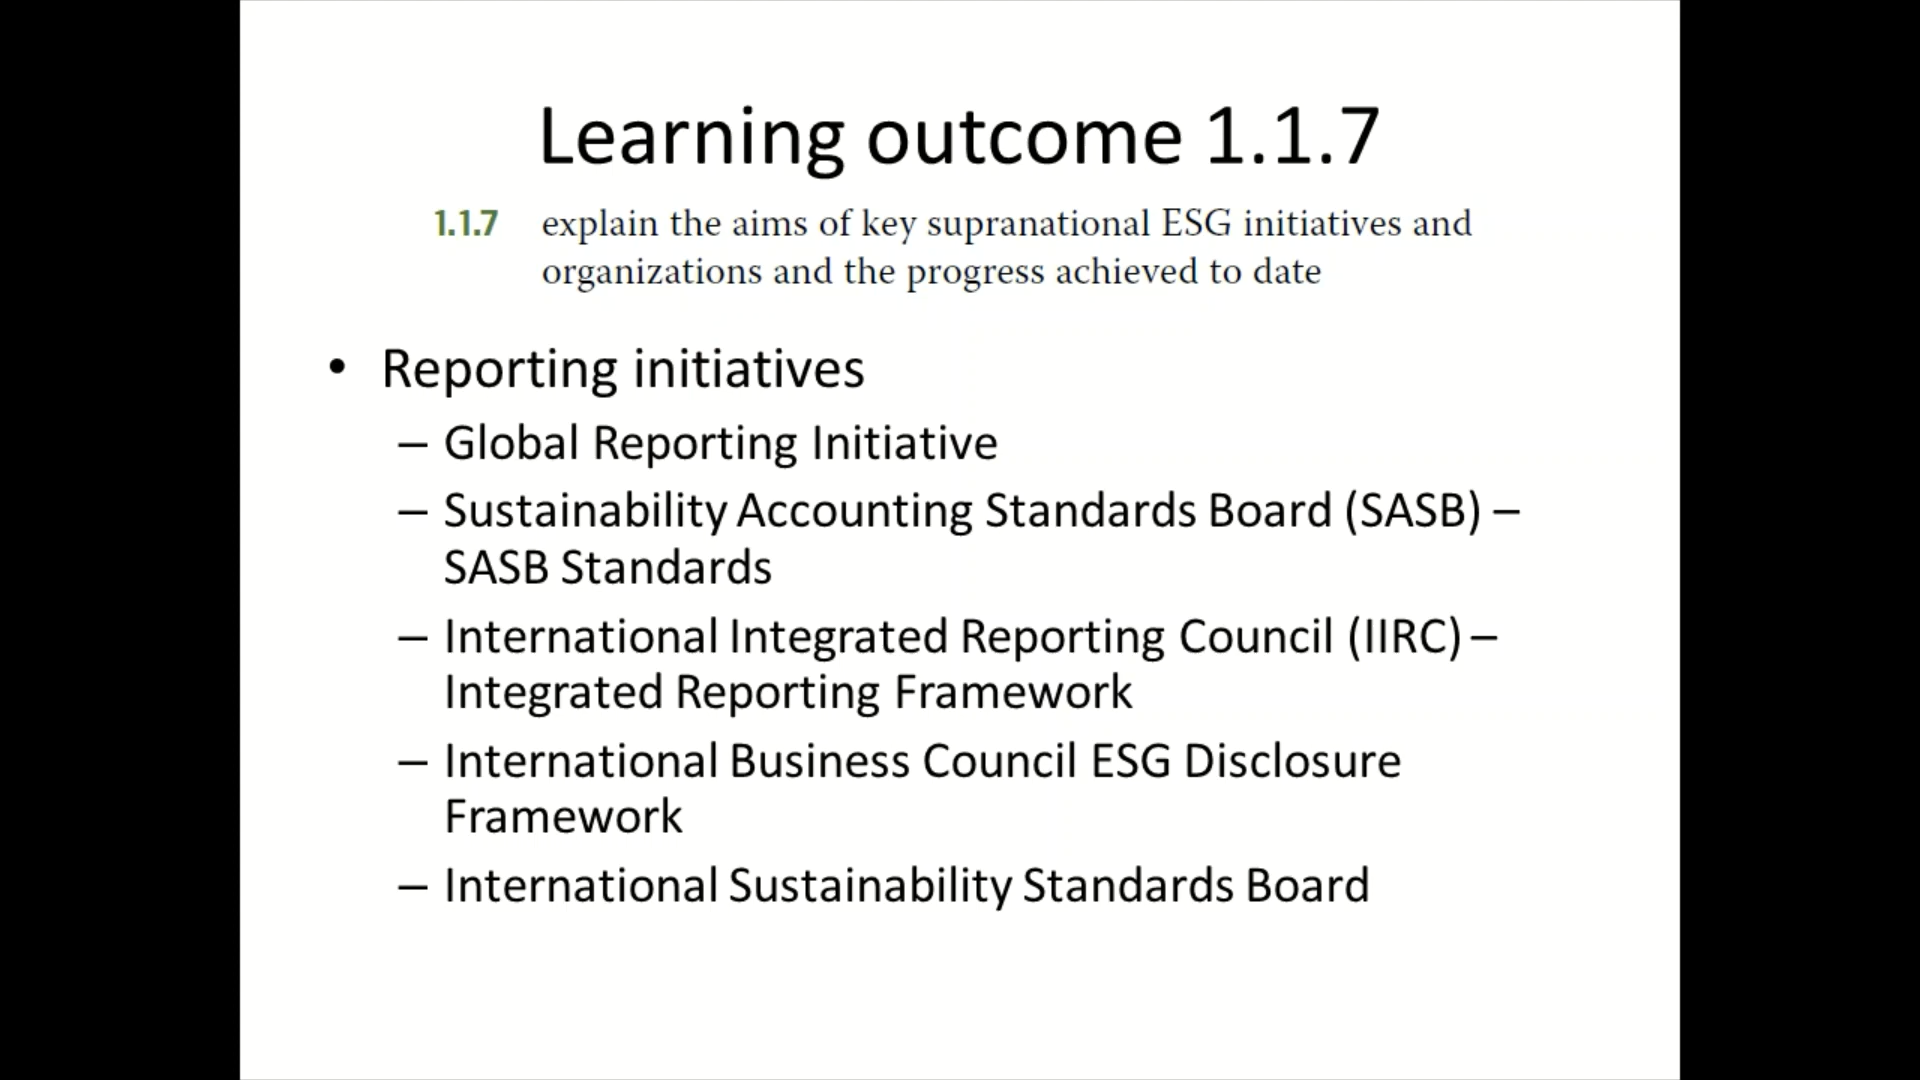 Learning outcome 1.1.7
1.1.7 explain the aims of key supranational ESG initiatives and
organizations and the progress achieved to date
• Reporting initiatives
– Global Reporting Initiative
– Sustainability Accounting Standards Board (SASB) –
SASB Standards
– International Integrated Reporting Council (IIRC) –
Integrated Reporting Framework
– International Business Council ESG Disclosure
Framework
– International Sustainability Standards Board